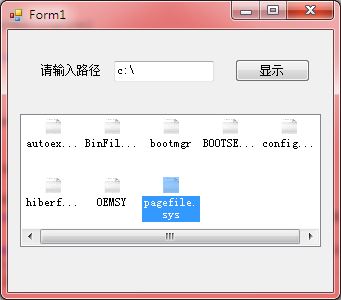 Form1
请输入路径 c:\ 显示
autoex... BinFil... bootmgr BOOTSE... config...
hiberf... OEMSY pagefile.
sys